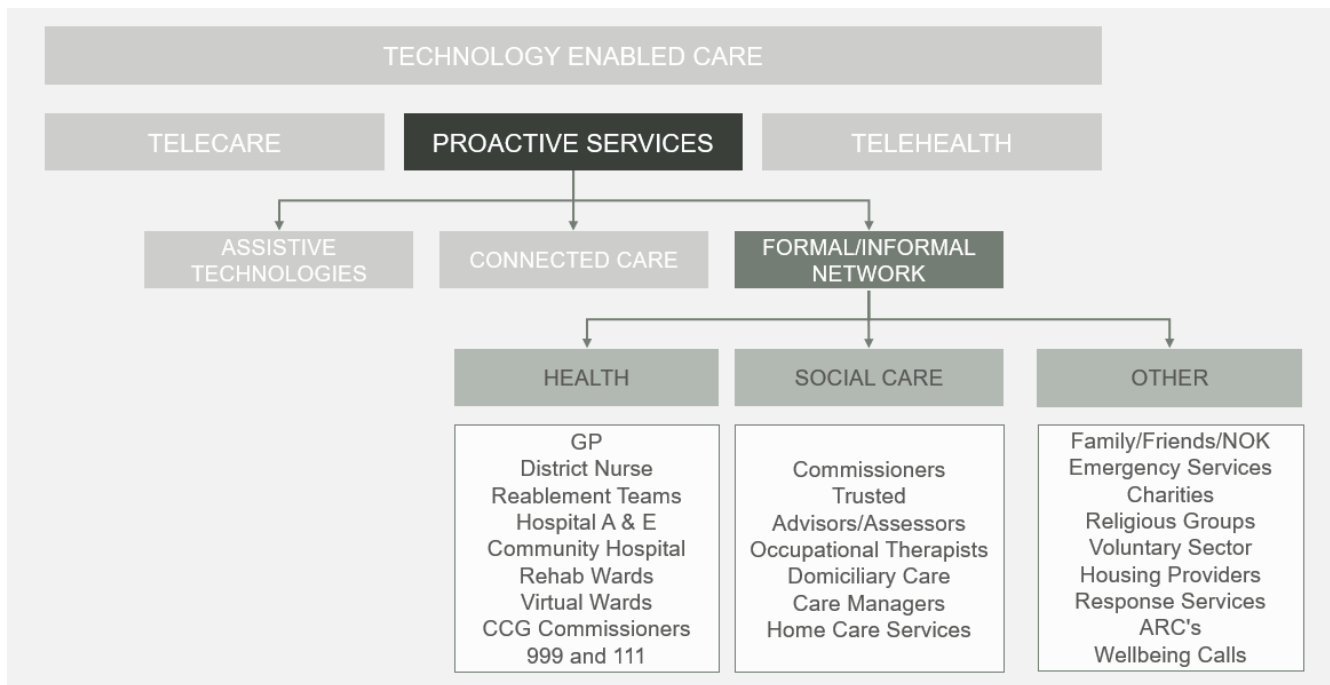 TECHNOLOGY ENABLED CARE
TELECARE
PROACTIVE SERVICES
TELEHEALTH
ASSISTIVE
TECHNOLOGIES
CONNECTED CARE
FORMAL/INFORMAL
NETWORK
HEALTH
SOCIAL CARE
OTHER
GP
District Nurse
Reablement Teams
Hospital A & E
Community Hospital
Rehab Wards
Virtual Wards
CCG Commissioners
999 and 111
Commissioners
Trusted
Advisors/Assessors
Occupational Therapists
Domiciliary Care
Care Managers
Home Care Services
Family/Friends/NOK
Emergency Services
Charities
Religious Groups
Voluntary Sector
Housing Providers
Response Services
ARC's
Wellbeing Calls